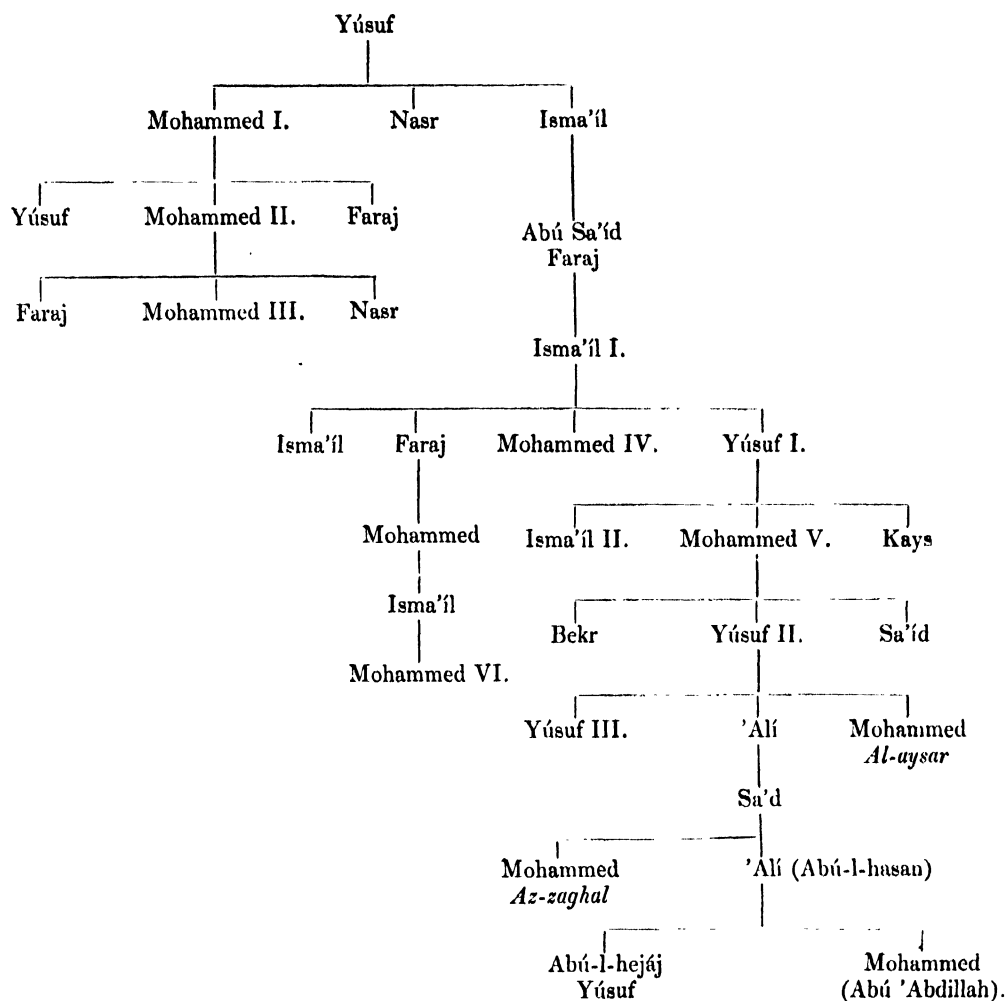 Yúsuf
Mohammed I. Nasr Isma'íl
Yúsuf Mohammed II. Faraj
Abú Sa'íd
Faraj
Faraj Mohammed III. Nasr
Isma'íl I.
Isma'íl Faraj Mohammed IV. Yúsuf I.
Mohammed Isma'íl II. Mohammed V. Kays
Isma'íl
Bekr Yúsuf II. Sa'íd
Mohammed VI.
Yúsuf III. 'Alí Mohammed
Al-aysar
Sa'd
Mohammed 'Alí (Abú-l-hasan)
Az-zaghal
Abú-l-hejáj Mohammed
Yúsuf (Abú 'Abdillah).